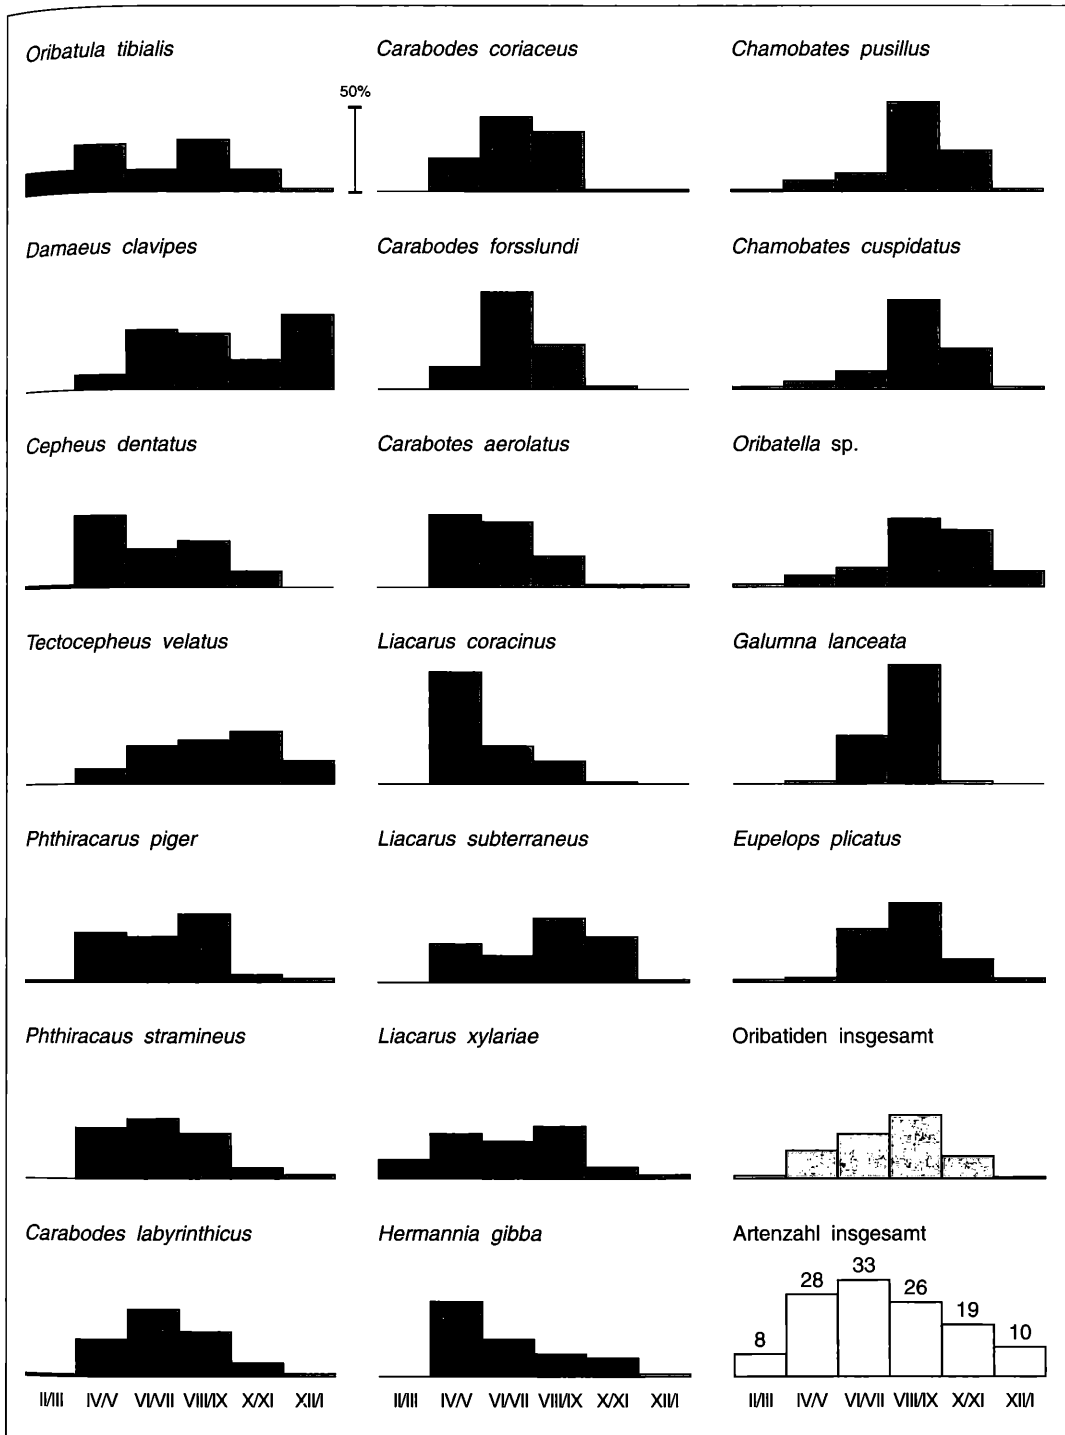 Oribatula tibialis
Carabodes coriaceus
Chamobates pusillus
50%
Damaeus clavipes
Carabodes forsslundi
Chamobates cuspidatus
Cepheus dentatus
Carabotes aerolatus
Oribatella sp.
Tectocepheus velatus
Liacarus coracinus
Galumna lanceata
Phthiracarus piger
Liacarus subterraneus
Eupelops plicatus
Phthiracaus stramineus
Liacarus xylariae
Oribatiden insgesamt
Carabodes labyrinthicus
Hermannia gibba
Artenzahl insgesamt
8 28 33 26 19 10
II/III IV/V VI/VII VIII/IX X/XI XII/I
II/III IV/V VI/VII VIII/IX X/XI XII/I
II/III IV/V VI/VII VIII/IX X/XI XII/I